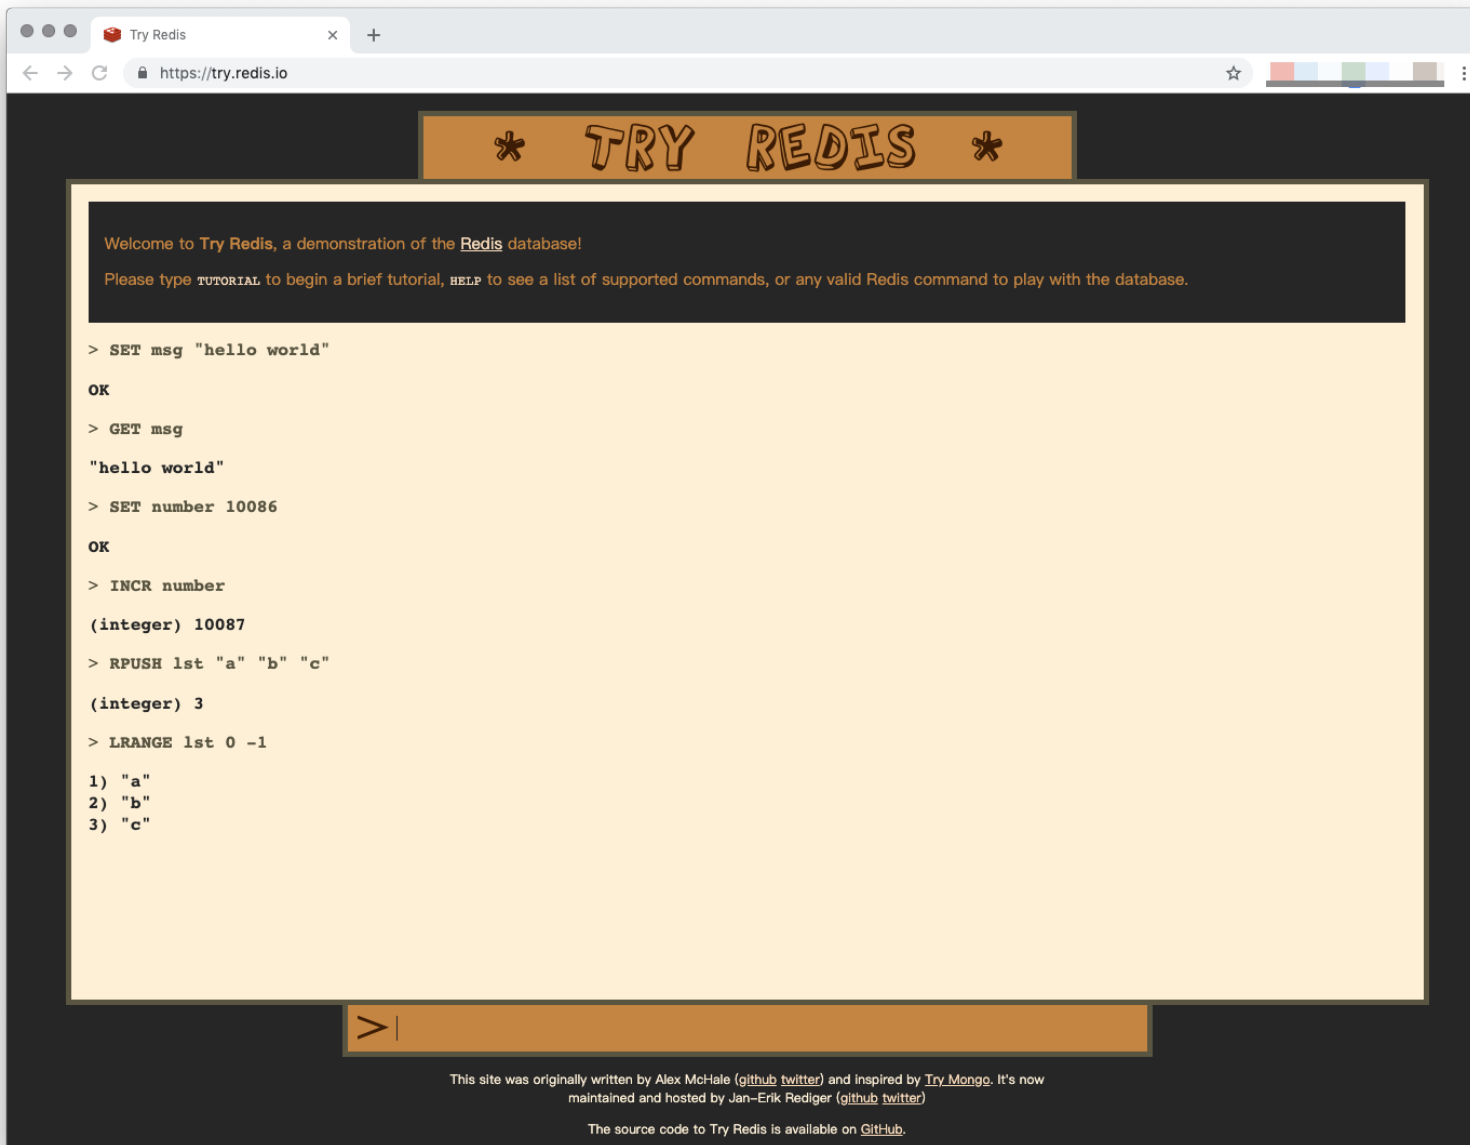 Try Redis
https://try.redis.io
* TRY REDIS *
Welcome to Try Redis, a demonstration of the Redis database!
Please type TUTORIAL to begin a brief tutorial, HELP to see a list of supported commands, or any valid Redis command to play with the database.
> SET msg "hello world"
OK
> GET msg
"hello world"
> SET number 10086
OK
> INCR number
(integer) 10087
> RPUSH lst "a" "b" "c"
(integer) 3
> LRANGE lst 0 -1
1) "a"
2) "b"
3) "c"
>
This site was originally written by Alex McHale (github twitter) and inspired by Try Mongo. It's now
maintained and hosted by Jan-Erik Rediger (github twitter)
The source code to Try Redis is available on GitHub.